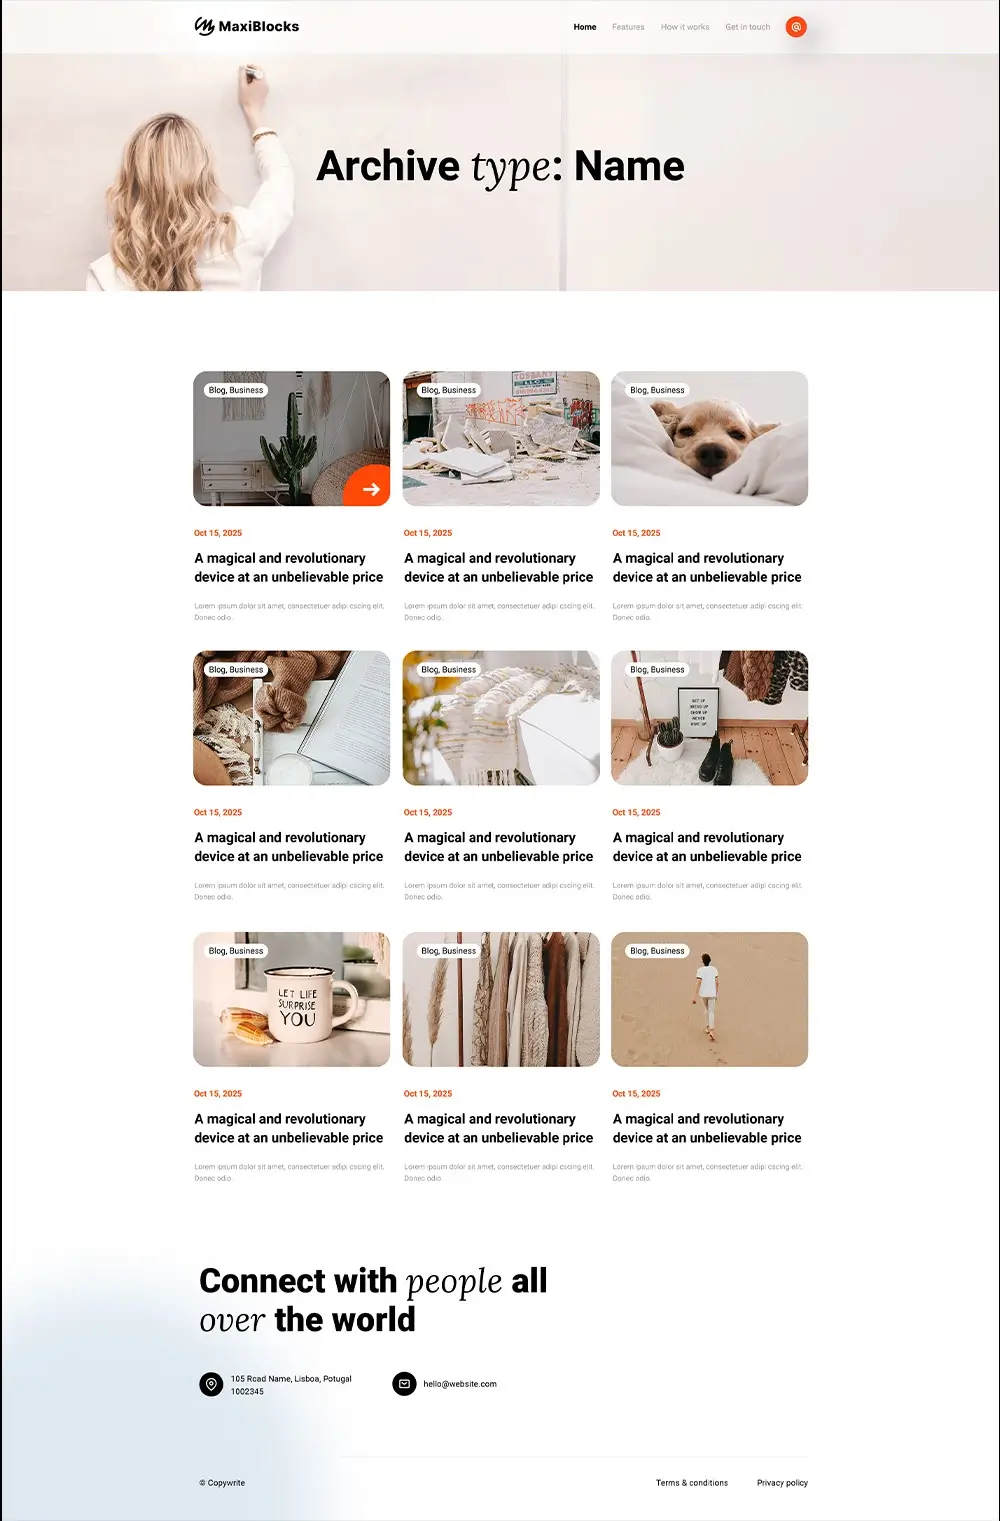 MaxiBlocks
Home Features How it works Get in touch
Archive type: Name
Blog, Business Blog, Business Blog, Business
Oct 15, 2025 Oct 15, 2025 Oct 15, 2025
A magical and revolutionary A magical and revolutionary A magical and revolutionary
device at an unbelievable price device at an unbelievable price device at an unbelievable price
Lorem ipsum dolor sit amet, consectetuer adipi cscing elit. Lorem ipsum dolor sit amet, consectetuer adipi cscing elit. Lorem ipsum dolor sit amet, consectetuer adipi cscing elit.
Donec odio. Donec odio. Donec odio.
Blog, Business Blog, Business Blog, Business
GET UP
DRESS UP
SHOW UP
NEVER
GIVE UP
Oct 15, 2025 Oct 15, 2025 Oct 15, 2025
A magical and revolutionary A magical and revolutionary A magical and revolutionary
device at an unbelievable price device at an unbelievable price device at an unbelievable price
Lorem ipsum dolor sit amet, consectetuer adipi cscing elit. Lorem ipsum dolor sit amet, consectetuer adipi cscing elit. Lorem ipsum dolor sit amet, consectetuer adipi cscing elit.
Donec odio. Donec odio. Donec odio.
Blog, Business Blog, Business Blog, Business
LET LIFE
SURPRISE
YOU
Oct 15, 2025 Oct 15, 2025 Oct 15, 2025
A magical and revolutionary A magical and revolutionary A magical and revolutionary
device at an unbelievable price device at an unbelievable price device at an unbelievable price
Lorem ipsum dolor sit amet, consectetuer adipi cscing elit. Lorem ipsum dolor sit amet, consectetuer adipi cscing elit. Lorem ipsum dolor sit amet, consectetuer adipi cscing elit.
Donec odio. Donec odio. Donec odio.
Connect with people all
over the world
105 Road Name, Lisboa, Potugal
1002345
hello@website.com
© Copywrite Terms & conditions Privacy policy